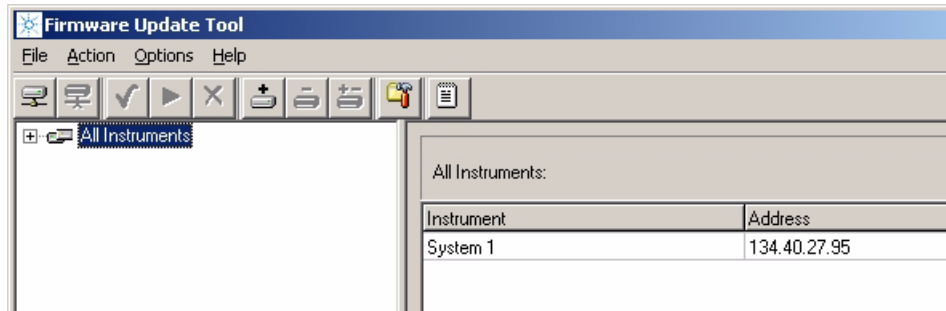 Firmware Update Tool
File Action Options Help
All Instruments
All Instruments:
Instrument Address
System 1 134.40.27.95